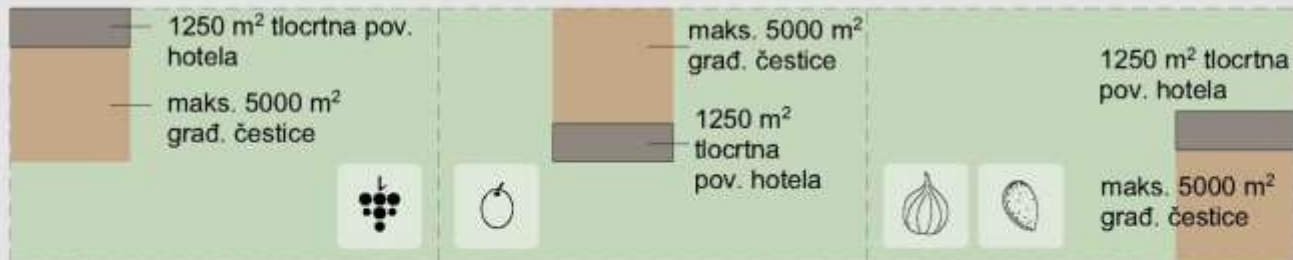 1250 m² tlocrtna pov.
hotela
maks. 5000 m²
građ. čestice
maks. 5000 m²
građ. čestice
1250 m²
tlocrtna
pov. hotela
1250 m² tlocrtna
pov. hotela
maks. 5000 m²
građ. čestice